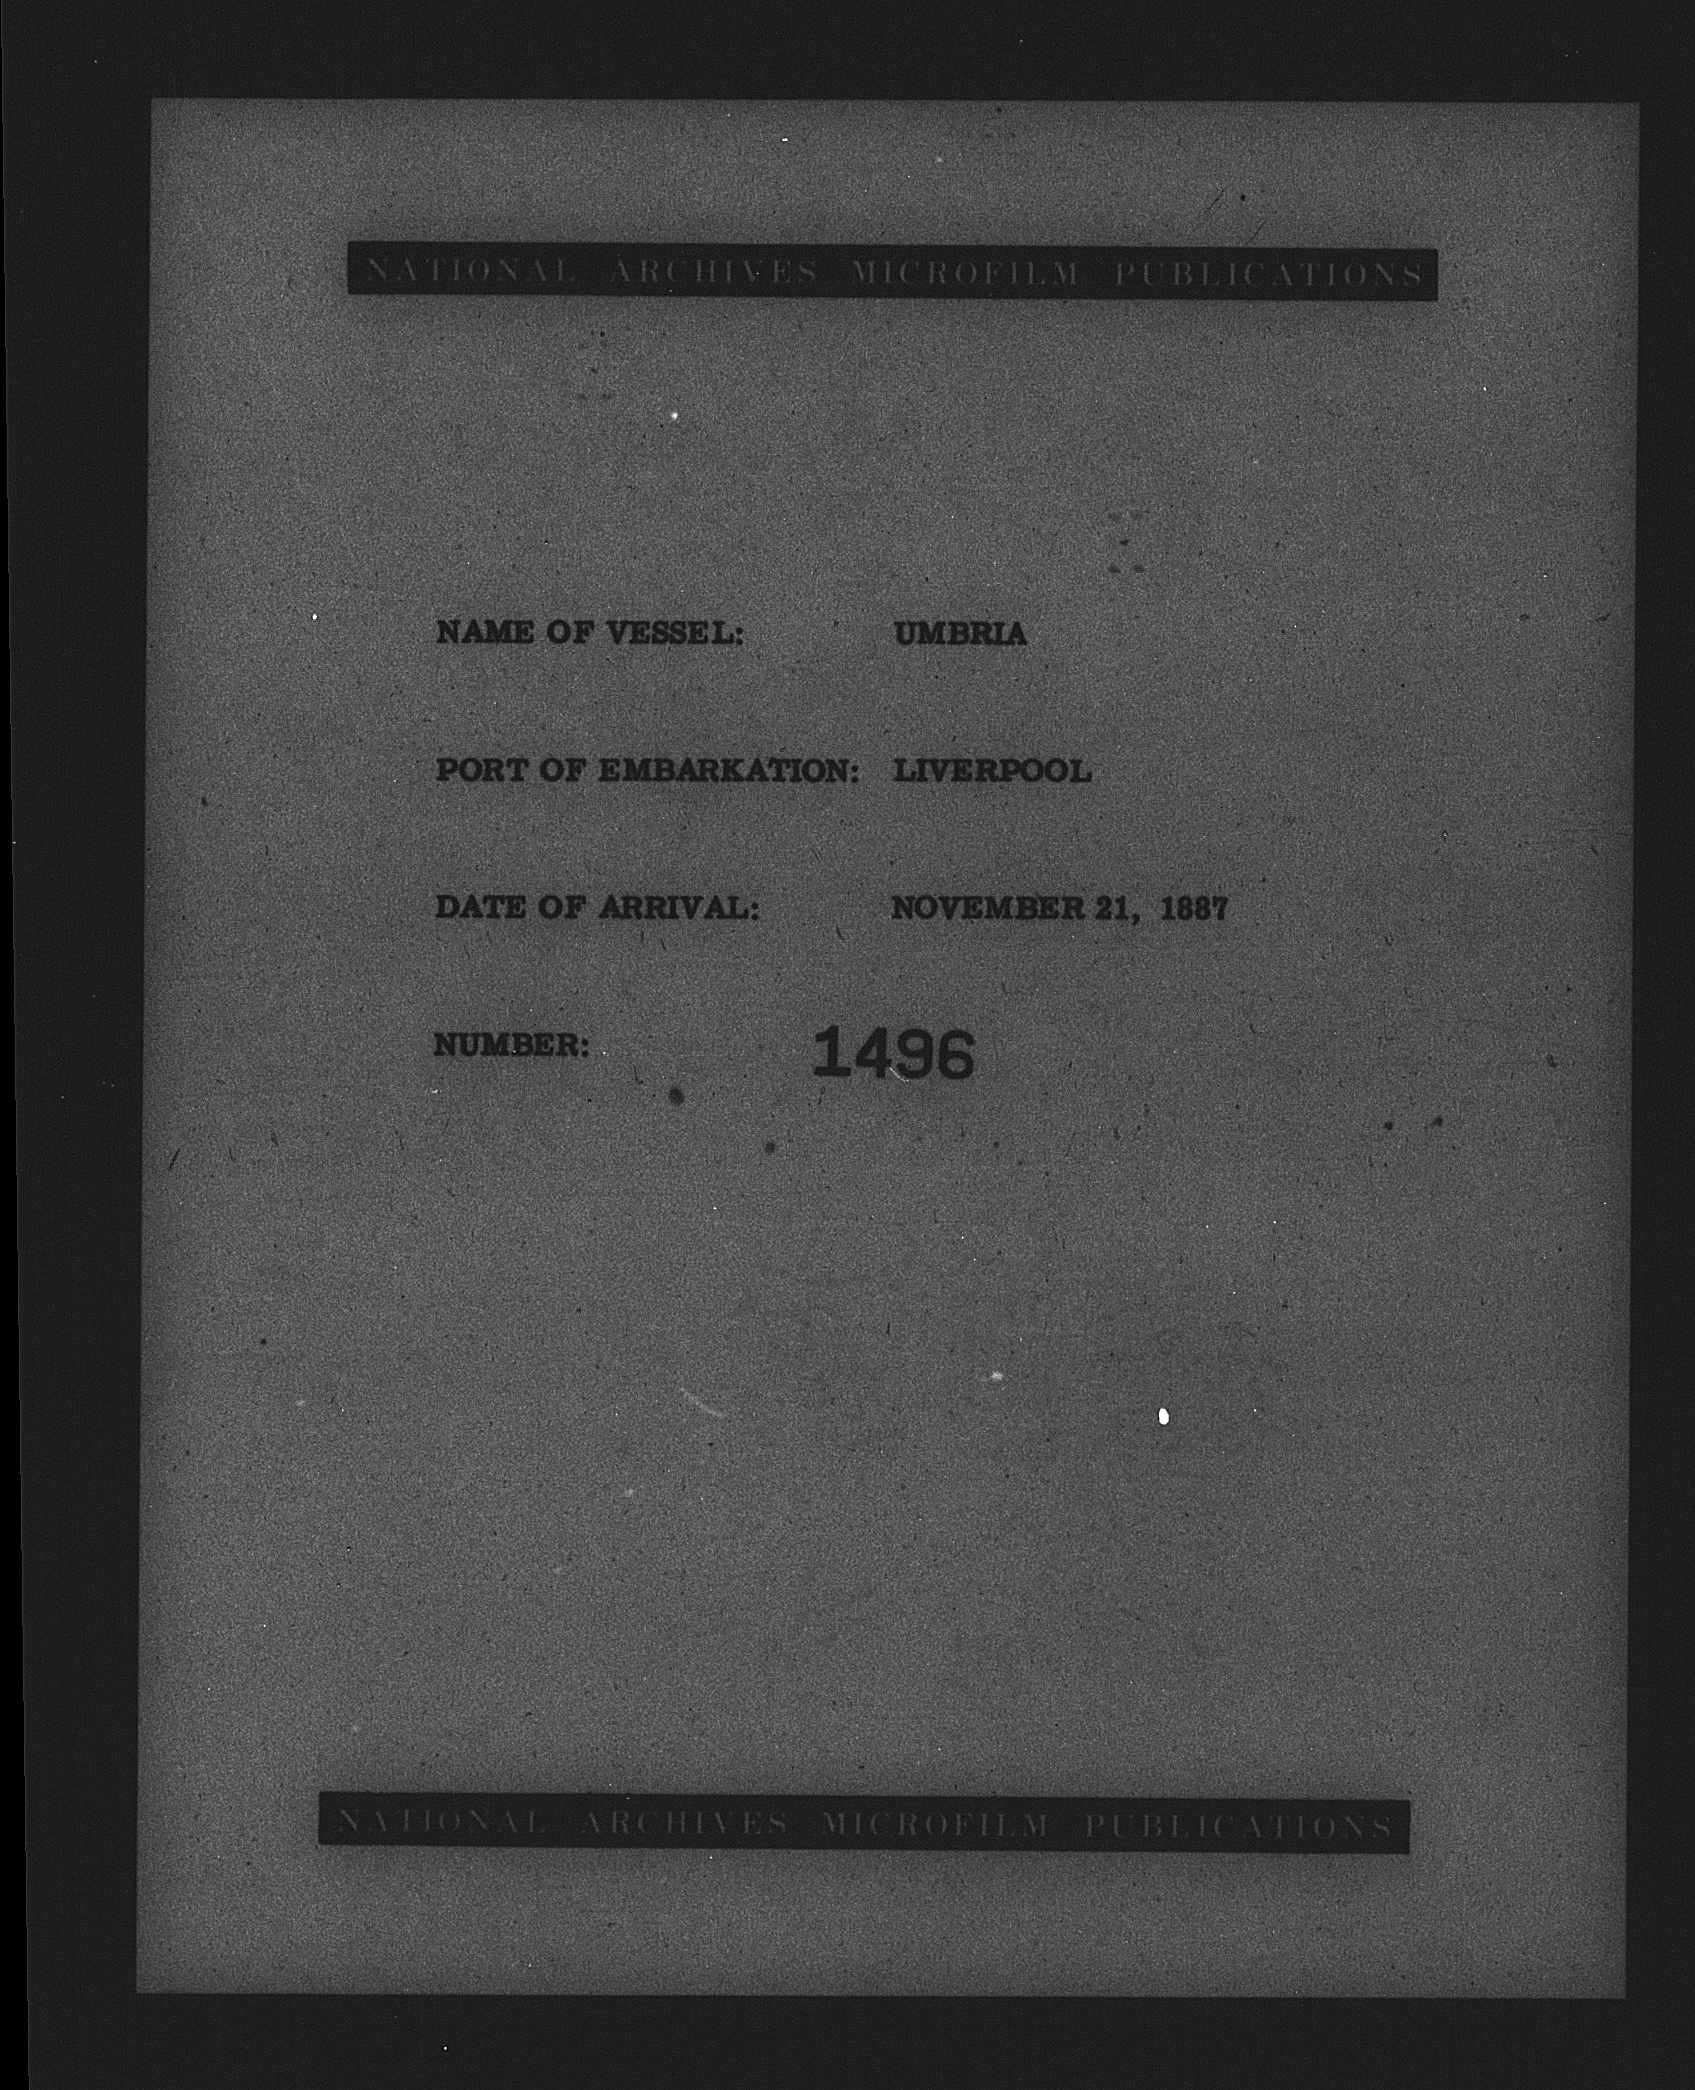 NATIONAL ARCHIVES MICROFILM PUBLICATIONS
NAME OF VESSEL: UMBRIA
PORT OF EMBARKATION: LIVERPOOL
DATE OF ARRIVAL: NOVEMBER 21, 1887
NUMBER: 1496
NATIONAL ARCHIVES MICROFILM PUBLICATIONS